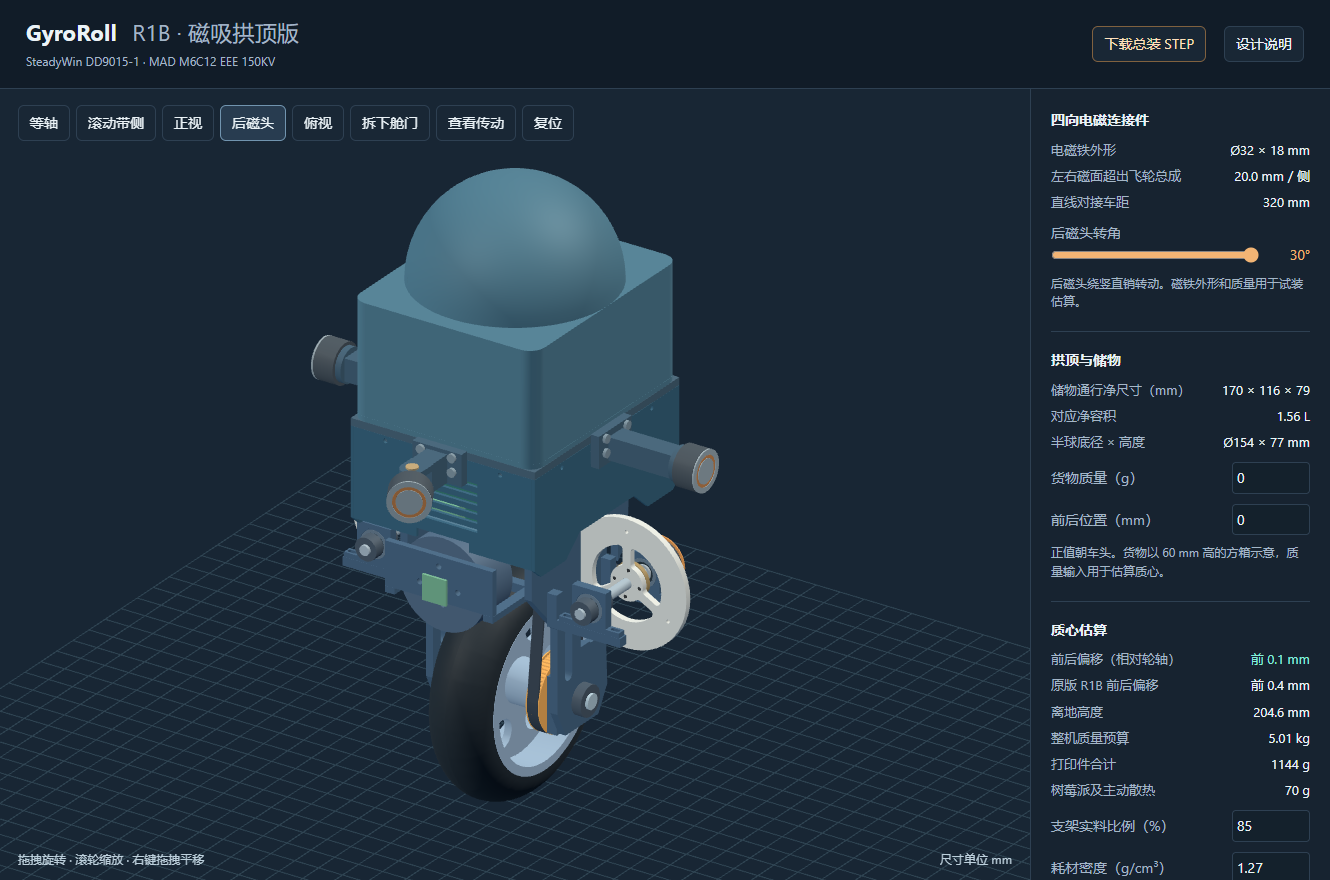 GyroRoll R1B · 磁吸拱顶版
SteadyWin DD9015-1 · MAD M6C12 EEE 150KV
下载总装 STEP
设计说明
等轴
滚动带侧
正视
后磁头
俯视
拆下舱门
查看传动
复位
拖拽旋转 · 滚轮缩放 · 右键拖拽平移
尺寸单位 mm
四向电磁连接件
电磁铁外形 Ø32 × 18 mm
左右磁面超出飞轮总成 20.0 mm / 侧
直线对接车距 320 mm
后磁头转角
30°
后磁头绕竖直销转动。磁铁外形和质量用于试装
估算。
拱顶与储物
储物通行净尺寸（mm） 170 × 116 × 79
对应净容积 1.56 L
半球底径 × 高度 Ø154 × 77 mm
货物质量（g） 0
前后位置（mm） 0
正值朝车头。货物以 60 mm 高的方箱示意，质
量输入用于估算质心。
质心估算
前后偏移（相对轮轴） 前 0.1 mm
原版 R1B 前后偏移 前 0.4 mm
离地高度 204.6 mm
整机质量预算 5.01 kg
打印件合计 1144 g
树莓派及主动散热 70 g
支架实料比例（%） 85
耗材密度（g/cm³） 1.27